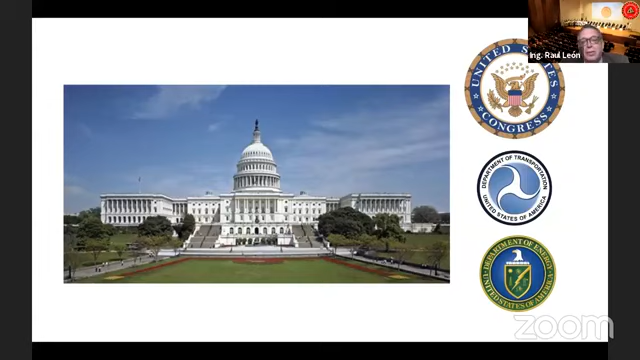 Ing. Raul León
UNITED STATES
CONGRESS
DEPARTMENT OF TRANSPORTATION
UNITED STATES OF AMERICA
DEPARTMENT OF ENERGY
UNITED STATES OF AMERICA
zoom